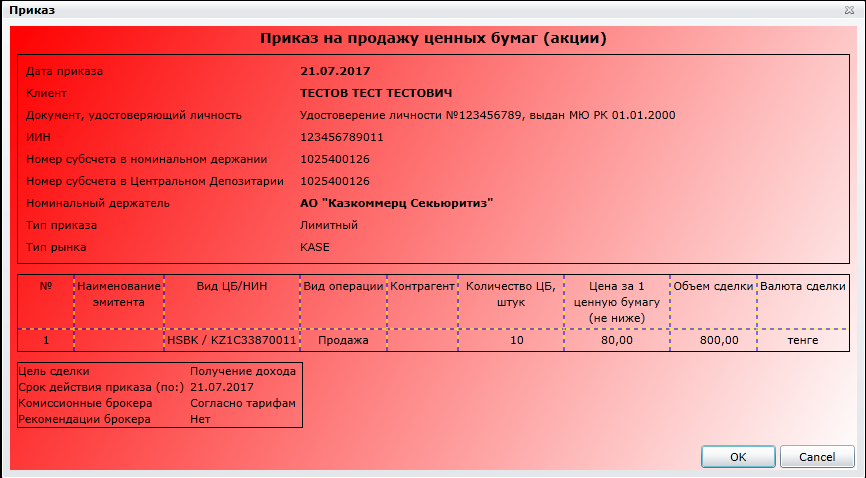 Приказ
Приказ на продажу ценных бумаг (акции)
Дата приказа 21.07.2017
Клиент ТЕСТОВ ТЕСТ ТЕСТОВИЧ
Документ, удостоверяющий личность Удостоверение личности №123456789, выдан МЮ РК 01.01.2000
ИИН 123456789011
Номер субсчета в номинальном держании 1025400126
Номер субсчета в Центральном Депозитарии 1025400126
Номинальный держатель АО "Казкоммерц Секьюритиз"
Тип приказа Лимитный
Тип рынка KASE
№ Наименование Вид ЦБ/НИН Вид операции Контрагент Количество ЦБ, Цена за 1 Объем сделки Валюта сделки
эмитента штук ценную бумагу
(не ниже)
1 HSBK / KZ1C33870011 Продажа 10 80,00 800,00 тенге
Цель сделки Получение дохода
Срок действия приказа (по:) 21.07.2017
Комиссионные брокера Согласно тарифам
Рекомендации брокера Нет
OK Cancel